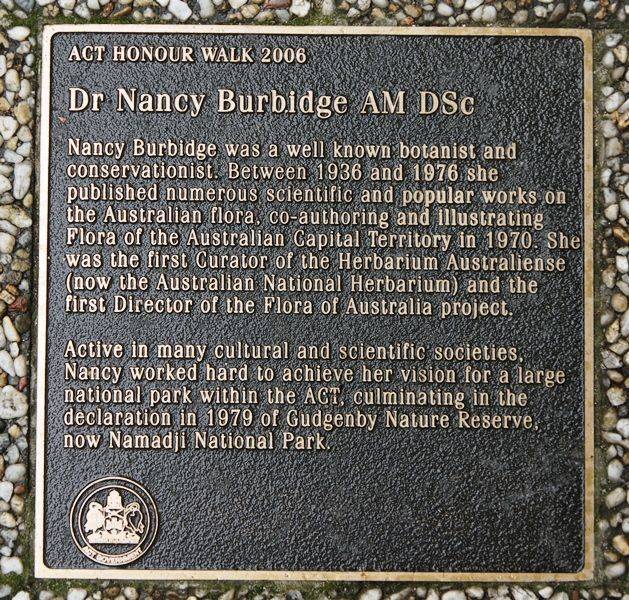 ACT HONOUR WALK 2006
Dr Nancy Burbidge AM DSc
Nancy Burbidge was a well known botanist and
conservationist. Between 1936 and 1976 she
published numerous scientific and popular works on
the Australian flora, co-authoring and illustrating
Flora of the Australian Capital Territory in 1970. She
was the first Curator of the Herbarium Australiense
(now the Australian National Herbarium) and the
first Director of the Flora of Australia project.
Active in many cultural and scientific societies,
Nancy worked hard to achieve her vision for a large
national park within the ACT, culminating in the
declaration in 1979 of Gudgenby Nature Reserve,
now Namadji National Park.